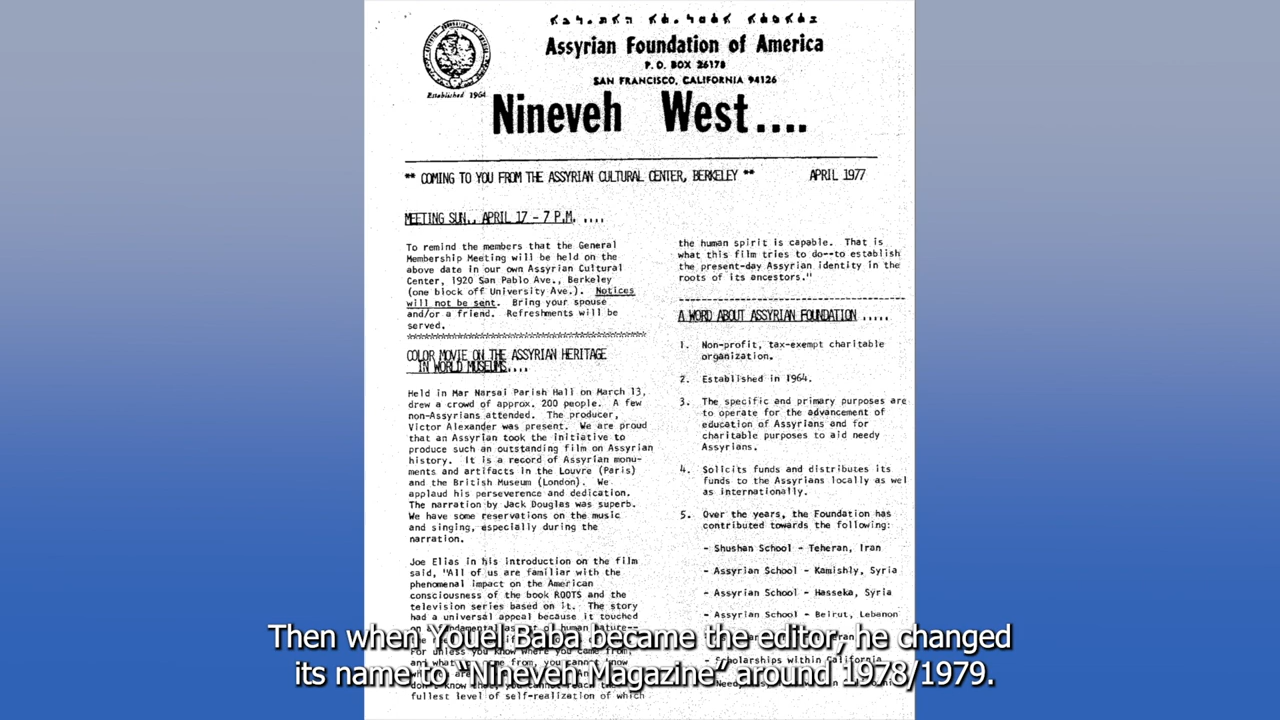 Assyrian Foundation of America
P.O. BOX 26178
SAN FRANCISCO, CALIFORNIA 94126
Established 1964
Nineveh West....
** COMING TO YOU FROM THE ASSYRIAN CULTURAL CENTER, BERKELEY ** APRIL 1977
MEETING SUN., APRIL 17 - 7 P.M. ....
To remind the members that the General
Membership Meeting will be held on the
above date in our own Assyrian Cultural
Center, 1920 San Pablo Ave., Berkeley
(one block off University Ave.). Notices
will not be sent. Bring your spouse
and/or a friend. Refreshments will be
served.
COLOR MOVIE ON THE ASSYRIAN HERITAGE
IN WORLD MUSEUMS....
Held in Mar Narsai Parish Hall on March 13,
drew a crowd of approx. 200 people. A few
non-Assyrians attended. The producer,
Victor Alexander was present. We are proud
that an Assyrian took the initiative to
produce such an outstanding film on Assyrian
history. It is a record of Assyrian monu-
ments and artifacts in the Louvre (Paris)
and the British Museum (London). We
applaud his perseverence and dedication.
The narration by Jack Douglas was superb.
We have some reservations on the music
and singing, especially during the
narration.
Joe Elias in his introduction on the film
said, "All of us are familiar with the
phenomenal impact on the American
consciousness of the book ROOTS and the
television series based on it. The story
had a universal appeal because it touched
For unless you know where you came from,
fullest level of self-realization of which
the human spirit is capable. That is
what this film tries to do--to establish
the present-day Assyrian identity in the
roots of its ancestors."
A WORD ABOUT ASSYRIAN FOUNDATION .....
1. Non-profit, tax-exempt charitable
organization.
2. Established in 1964.
3. The specific and primary purposes are
to operate for the advancement of
education of Assyrians and for
charitable purposes to aid needy
Assyrians.
4. Solicits funds and distributes its
funds to the Assyrians locally as wel
as internationally.
5. Over the years, the Foundation has
contributed towards the following:
- Shushan School - Teheran, Iran
- Assyrian School - Kamishly, Syria
- Assyrian School - Hasseka, Syria
- Assyrian School - Beirut, Lebanon
- Scholarships within California
Then when Youel Baba became the editor, he changed
its name to "Nineveh Magazine" around 1978/1979.